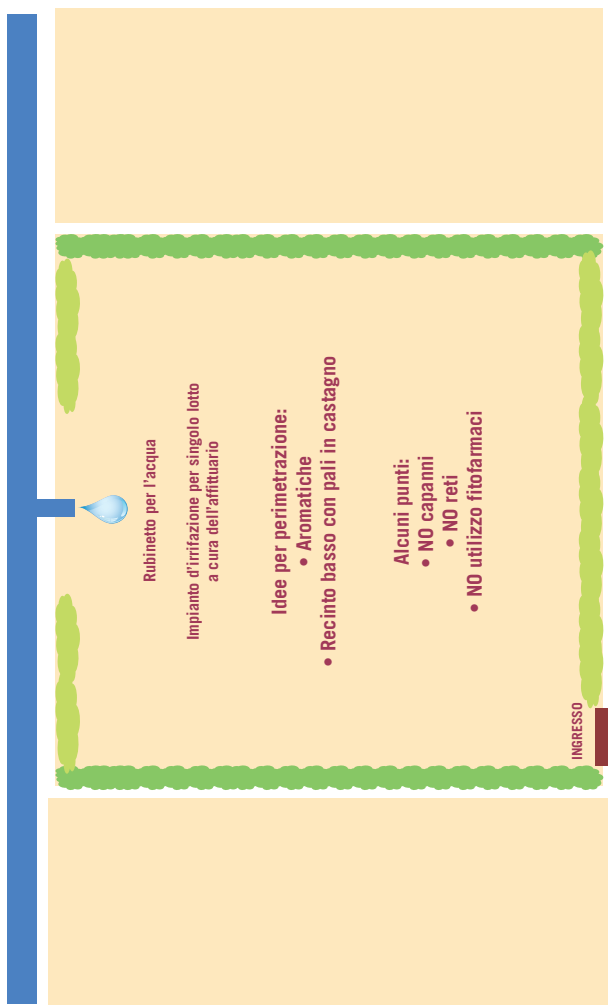 Rubinetto per l'acqua
Impianto d'irrifazione per singolo lotto
a cura dell'affittuario
Idee per perimetrazione:
• Aromatiche
• Recinto basso con pali in castagno
Alcuni punti:
• NO capanni
• NO reti
• NO utilizzo fitofarmaci
INGRESSO